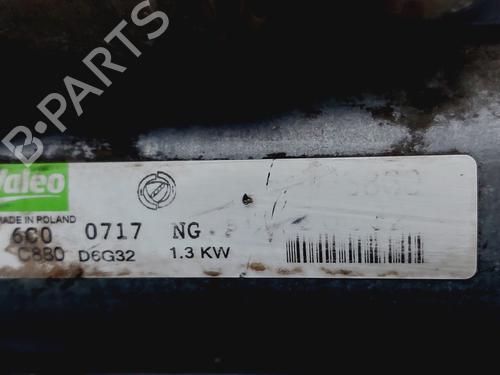 B-PARTS
Valeo
MADE IN POLAND
6C0 0717 NG
C880 D6G32 1.3 KW